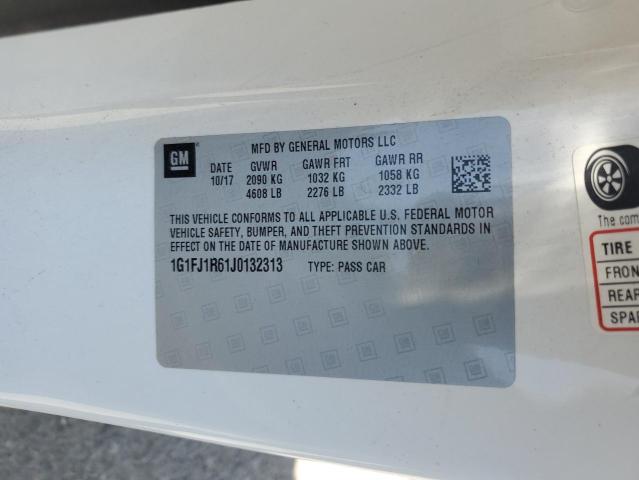 GM
MFD BY GENERAL MOTORS LLC
DATE GVWR GAWR FRT GAWR RR
10/17 2090 KG 1032 KG 1058 KG
4608 LB 2276 LB 2332 LB
THIS VEHICLE CONFORMS TO ALL APPLICABLE U.S. FEDERAL MOTOR
VEHICLE SAFETY, BUMPER, AND THEFT PREVENTION STANDARDS IN
EFFECT ON THE DATE OF MANUFACTURE SHOWN ABOVE.
1G1FJ1R61J0132313 TYPE: PASS CAR
The com
TIRE
FRON
REAR
SPA